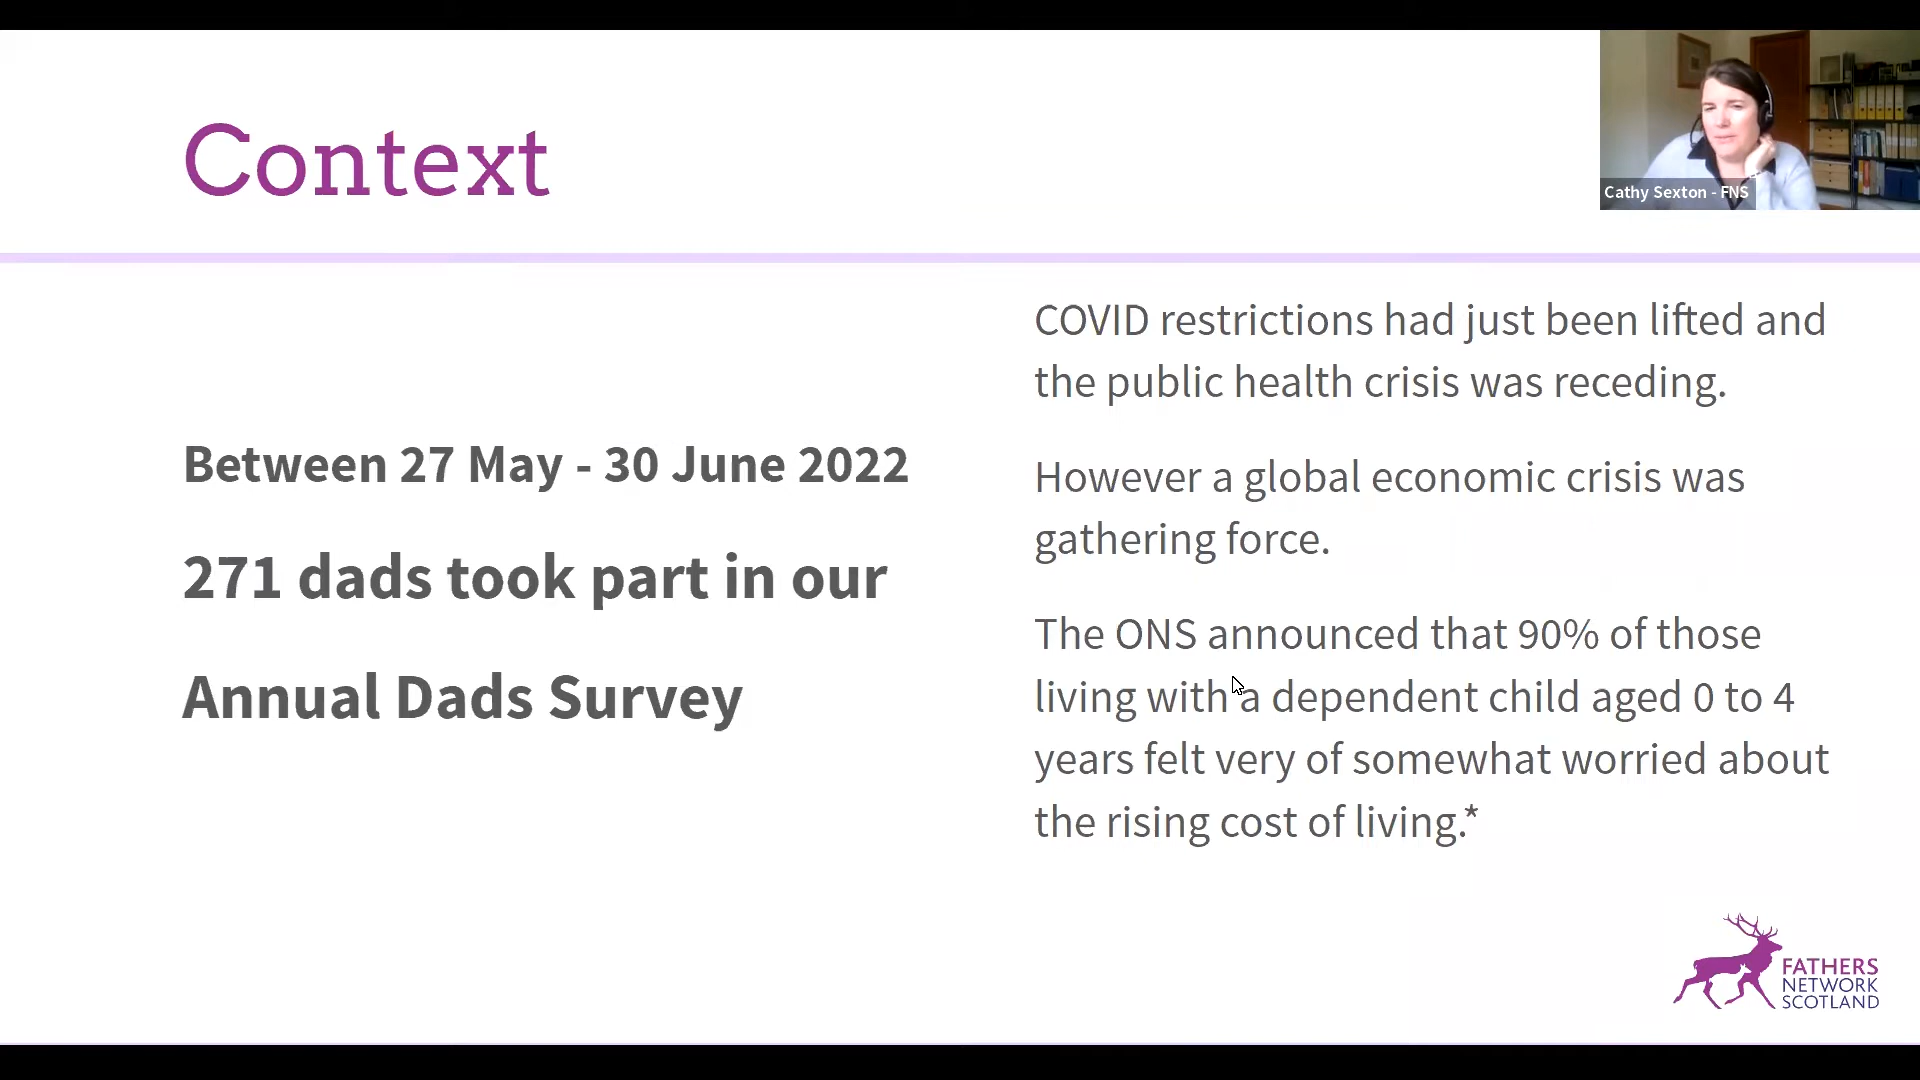 Context
Cathy Sexton - FNS
Between 27 May - 30 June 2022
271 dads took part in our
Annual Dads Survey
COVID restrictions had just been lifted and
the public health crisis was receding.
However a global economic crisis was
gathering force.
The ONS announced that 90% of those
living with a dependent child aged 0 to 4
years felt very of somewhat worried about
the rising cost of living.*
FATHERS
NETWORK
SCOTLAND